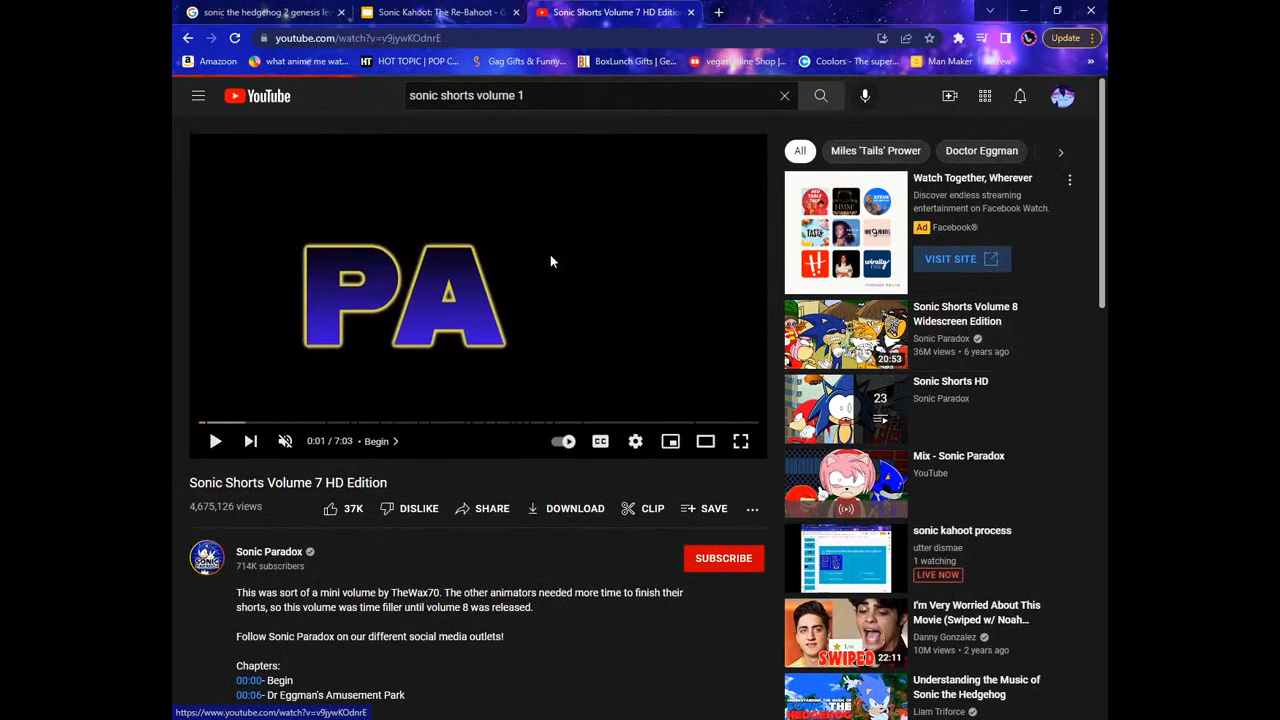 sonic the hedgehog 2 genesis le
Sonic Kahoot: The Re-Bahoot - G
Sonic Shorts Volume 7 HD Edition
youtube.com/watch?v=v9jywKOdnrE
Update
Amazoon
what anime me wat...
HOT TOPIC | POP C...
Gag Gifts & Funny...
BoxLunch Gifts | Ge...
vegasOnline Shop |...
Coolors - The super...
Man Maker
»
YouTube
sonic shorts volume 1
All
Miles 'Tails' Prower
Doctor Eggman
Watch Together, Wherever
Discover endless streaming
entertainment on Facebook Watch.
Ad Facebook®
VISIT SITE
PA
Sonic Shorts Volume 8
Widescreen Edition
Sonic Paradox
36M views • 6 years ago
20:53
Sonic Shorts HD
Sonic Paradox
23
0:01 / 7:03 • Begin
CC
Mix - Sonic Paradox
YouTube
Sonic Shorts Volume 7 HD Edition
4,675,126 views
37K
DISLIKE
SHARE
DOWNLOAD
CLIP
SAVE
sonic kahoot process
utter dismae
1 watching
LIVE NOW
Sonic Paradox
714K subscribers
SUBSCRIBE
This was sort of a mini volume by TheVax70. The other animators needed more time to finish their
shorts, so this volume was time filler until volume 8 was released.
Follow Sonic Paradox on our different social media outlets!
Chapters:
00:00- Begin
00:06- Dr Eggman's Amusement Park
I'm Very Worried About This
Movie (Swiped w/ Noah...
Danny Gonzalez
10M views • 2 years ago
SWIPED
22:11
Understanding the Music of
Sonic the Hedgehog
Liam Triforce
https://www.youtube.com/watch?v=v9jywKOdnrE